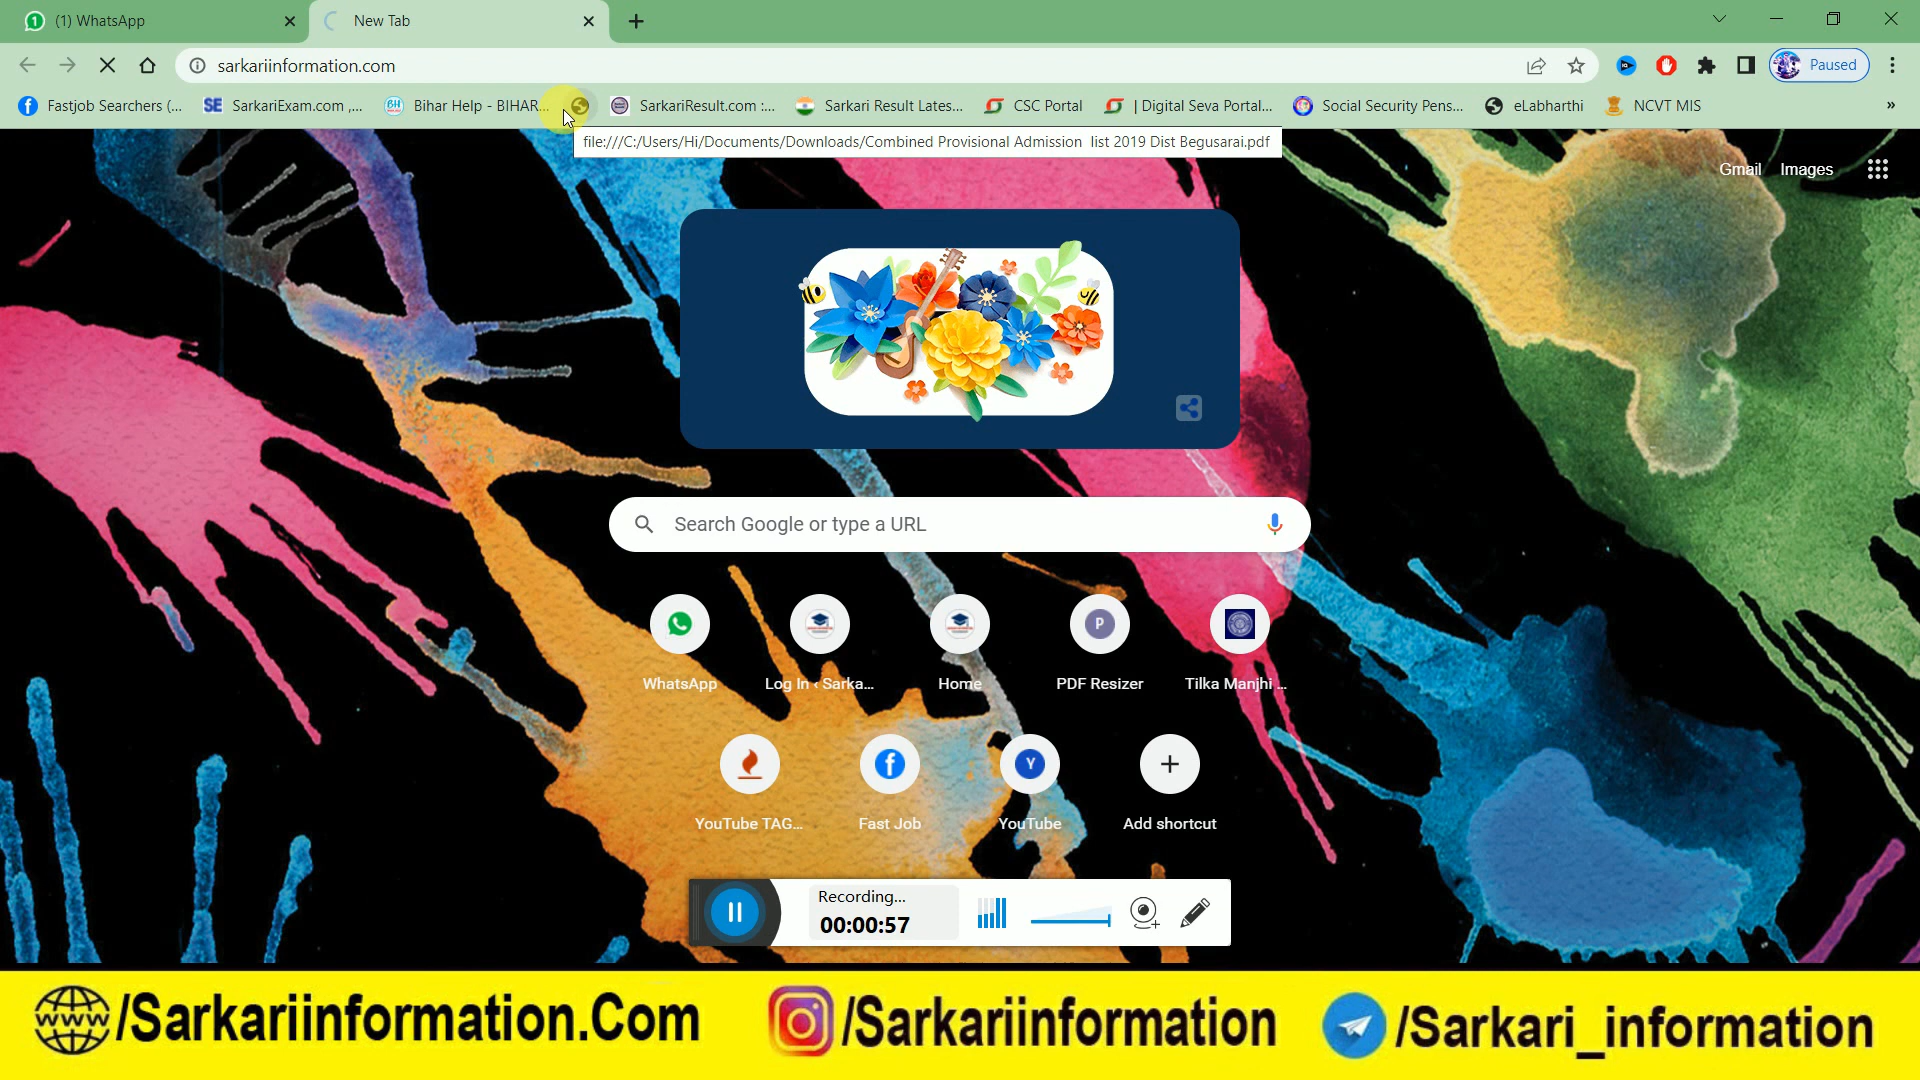 (1) WhatsApp
New Tab
sarkariinformation.com
Paused
Fastjob Searchers (...
SE SarkariExam.com ,...
BH Bihar Help - BIHAR...
SarkariResult.com :...
Sarkari Result Lates...
CSC Portal
| Digital Seva Portal...
Social Security Pens...
eLabharthi
NCVT MIS
»
file:///C:/Users/Hi/Documents/Downloads/Combined Provisional Admission list 2019 Dist Begusarai.pdf
Gmail
Images
Search Google or type a URL
WhatsApp
Log In ‹ Sarka...
Home
P
PDF Resizer
Tilka Manjhi ...
YouTube TAG...
Fast Job
Y
YouTube
Add shortcut
Recording...
00:00:57
www /Sarkariinformation.Com
/Sarkariinformation
/Sarkari_information